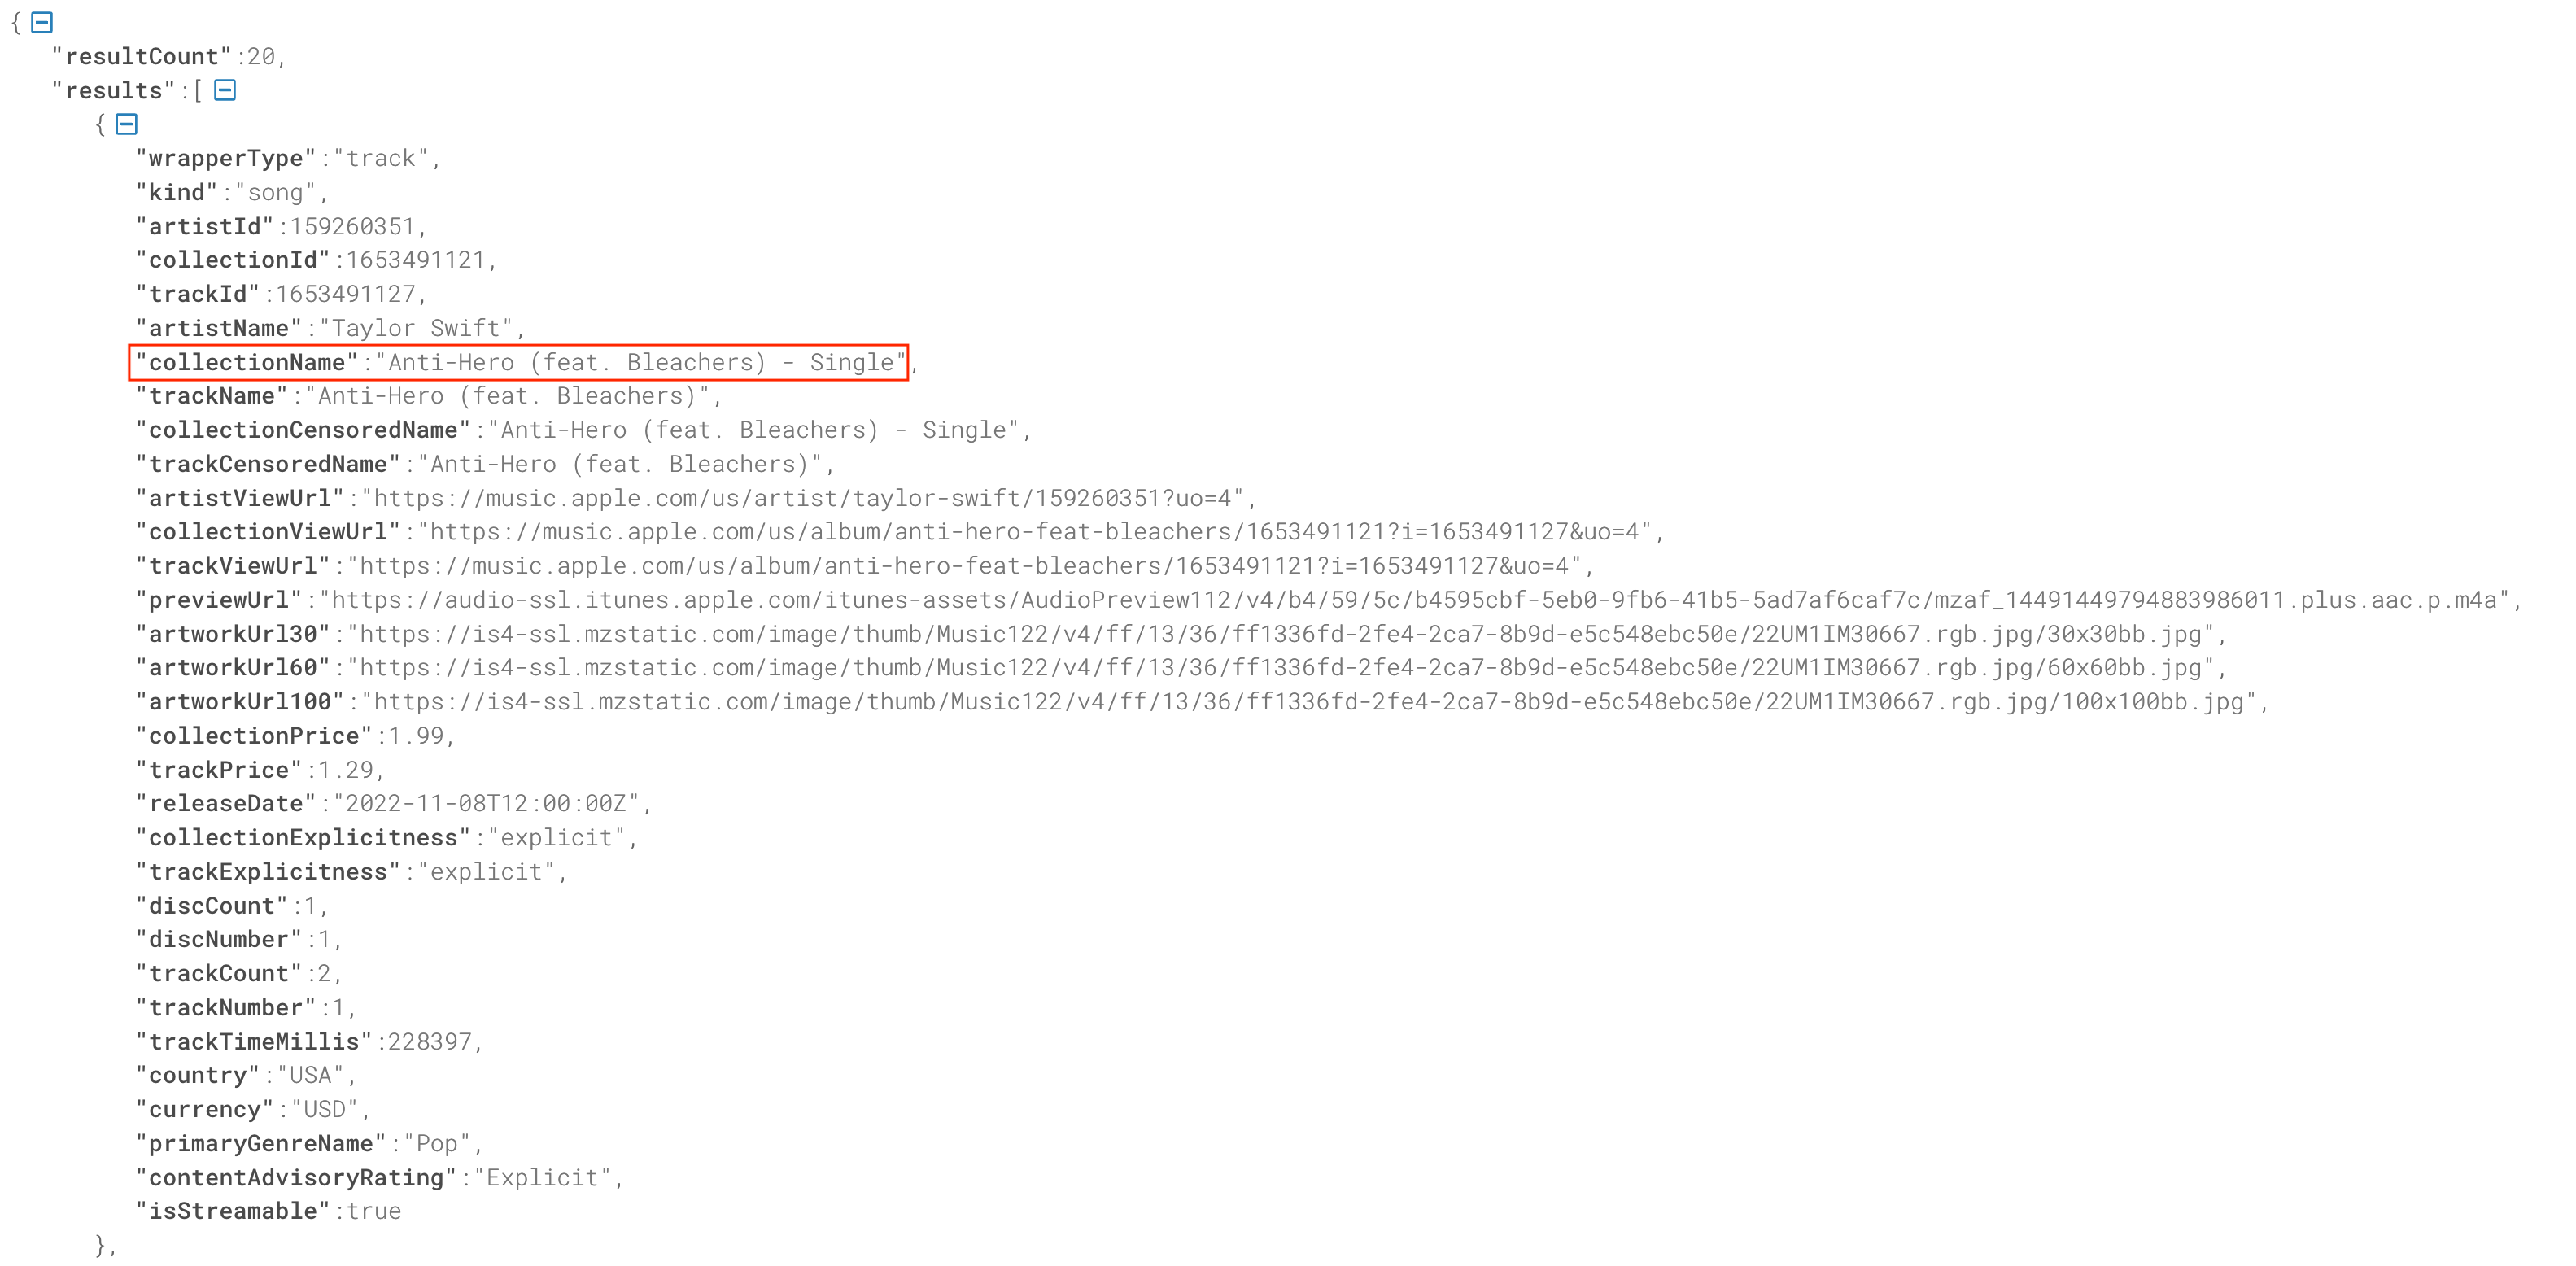 {
"resultCount":20,
"results":[
{
"wrapperType":"track",
"kind":"song",
"artistId":159260351,
"collectionId":1653491121,
"trackId":1653491127,
"artistName":"Taylor Swift",
"collectionName":"Anti-Hero (feat. Bleachers) - Single",
"trackName":"Anti-Hero (feat. Bleachers)",
"collectionCensoredName":"Anti-Hero (feat. Bleachers) - Single",
"trackCensoredName":"Anti-Hero (feat. Bleachers)",
"artistViewUrl":"https://music.apple.com/us/artist/taylor-swift/159260351?uo=4",
"collectionViewUrl":"https://music.apple.com/us/album/anti-hero-feat-bleachers/1653491121?i=1653491127&uo=4",
"trackViewUrl":"https://music.apple.com/us/album/anti-hero-feat-bleachers/1653491121?i=1653491127&uo=4",
"previewUrl":"https://audio-ssl.itunes.apple.com/itunes-assets/AudioPreview112/v4/b4/59/5c/b4595cbf-5eb0-9fb6-41b5-5ad7af6caf7c/mzaf_14491449794883986011.plus.aac.p.m4a",
"artworkUrl30":"https://is4-ssl.mzstatic.com/image/thumb/Music122/v4/ff/13/36/ff1336fd-2fe4-2ca7-8b9d-e5c548ebc50e/22UM1IM30667.rgb.jpg/30x30bb.jpg",
"artworkUrl60":"https://is4-ssl.mzstatic.com/image/thumb/Music122/v4/ff/13/36/ff1336fd-2fe4-2ca7-8b9d-e5c548ebc50e/22UM1IM30667.rgb.jpg/60x60bb.jpg",
"artworkUrl100":"https://is4-ssl.mzstatic.com/image/thumb/Music122/v4/ff/13/36/ff1336fd-2fe4-2ca7-8b9d-e5c548ebc50e/22UM1IM30667.rgb.jpg/100x100bb.jpg",
"collectionPrice":1.99,
"trackPrice":1.29,
"releaseDate":"2022-11-08T12:00:00Z",
"collectionExplicitness":"explicit",
"trackExplicitness":"explicit",
"discCount":1,
"discNumber":1,
"trackCount":2,
"trackNumber":1,
"trackTimeMillis":228397,
"country":"USA",
"currency":"USD",
"primaryGenreName":"Pop",
"contentAdvisoryRating":"Explicit",
"isStreamable":true
},